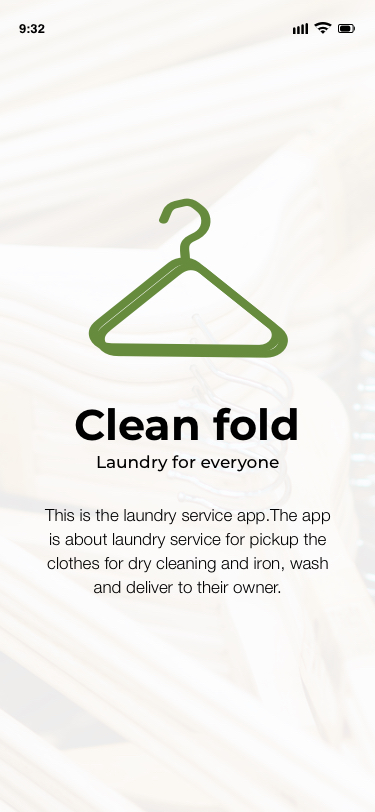 9:32
Clean fold
Laundry for everyone
This is the laundry service app.The app
is about laundry service for pickup the
clothes for dry cleaning and iron, wash
and deliver to their owner.